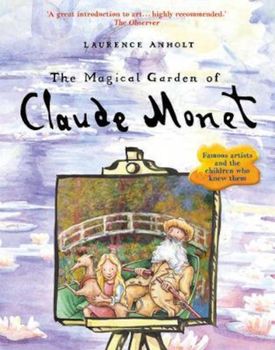 'A great introduction to art... highly recommended.'
The Observer
LAURENCE ANHOLT
The Magical Garden of
Claude Monet
Famous artists
and the
children who
knew them